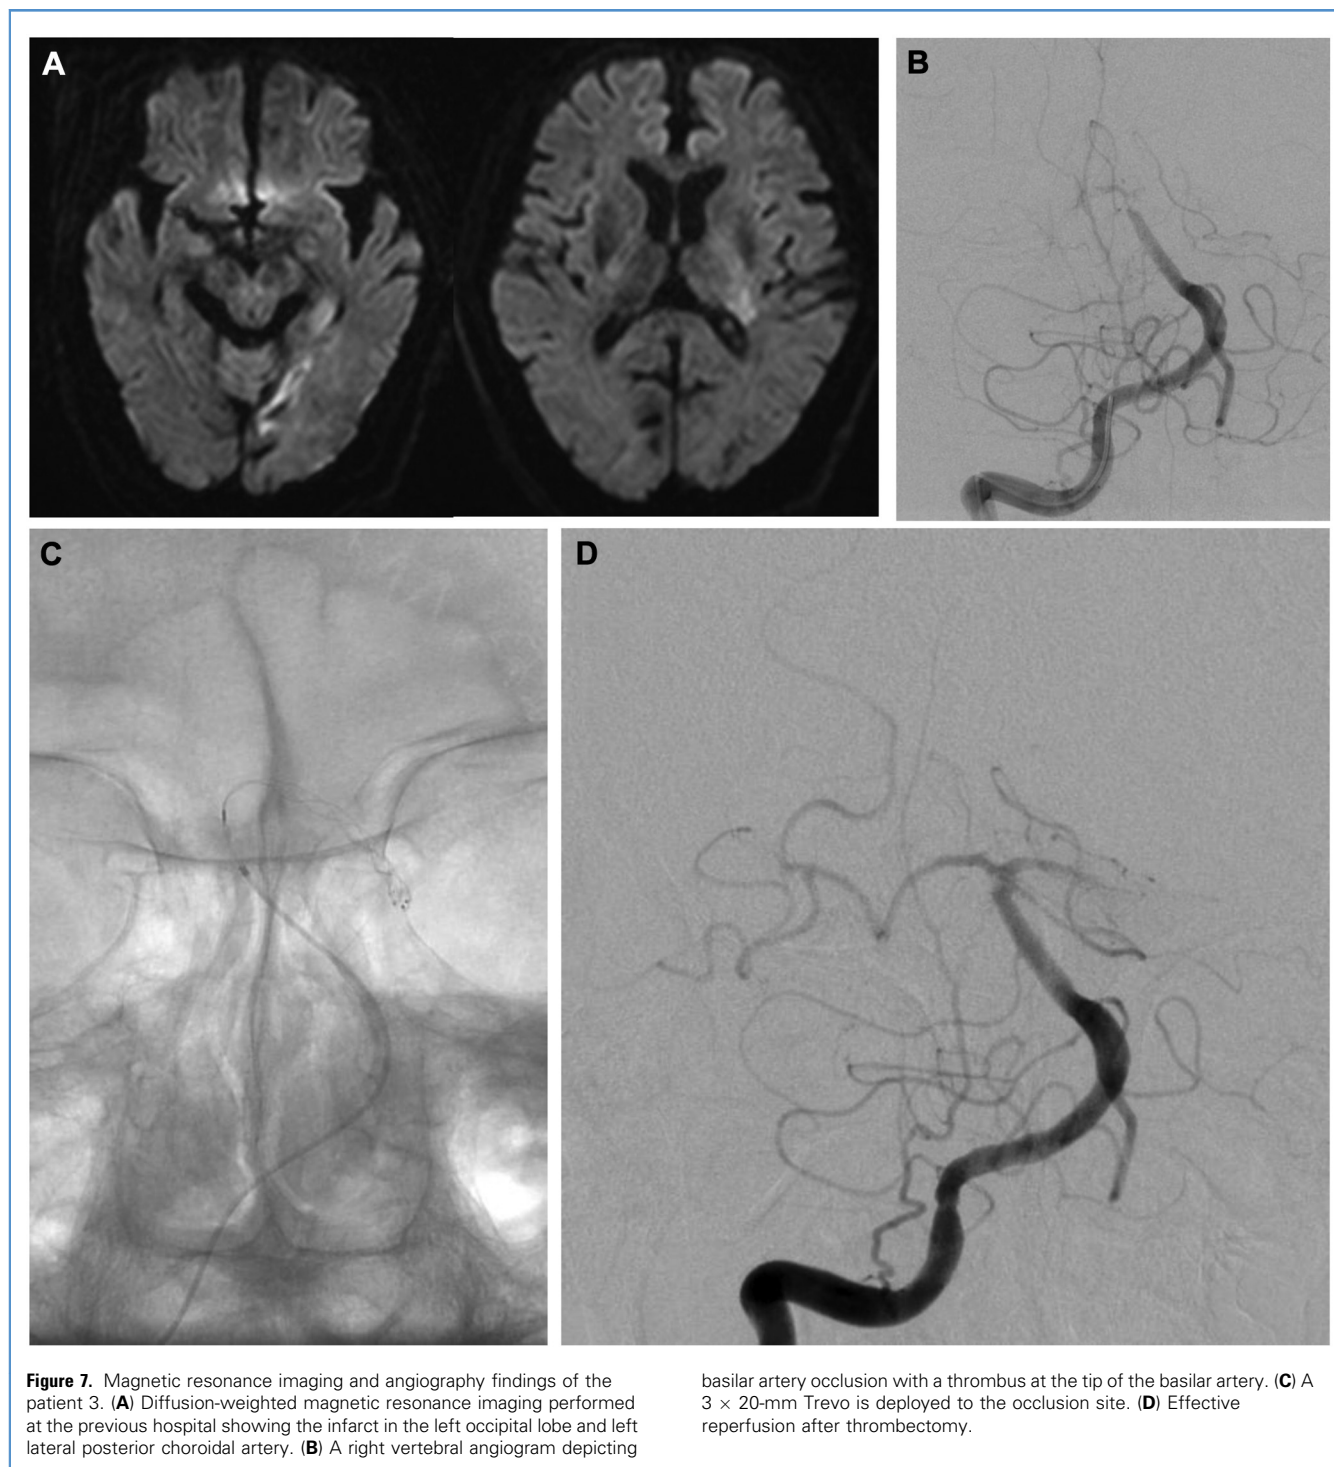 A
B
C
D
Figure 7. Magnetic resonance imaging and angiography findings of the
patient 3. (A) Diffusion-weighted magnetic resonance imaging performed
at the previous hospital showing the infarct in the left occipital lobe and left
lateral posterior choroidal artery. (B) A right vertebral angiogram depicting
basilar artery occlusion with a thrombus at the tip of the basilar artery. (C) A
3 × 20-mm Trevo is deployed to the occlusion site. (D) Effective
reperfusion after thrombectomy.